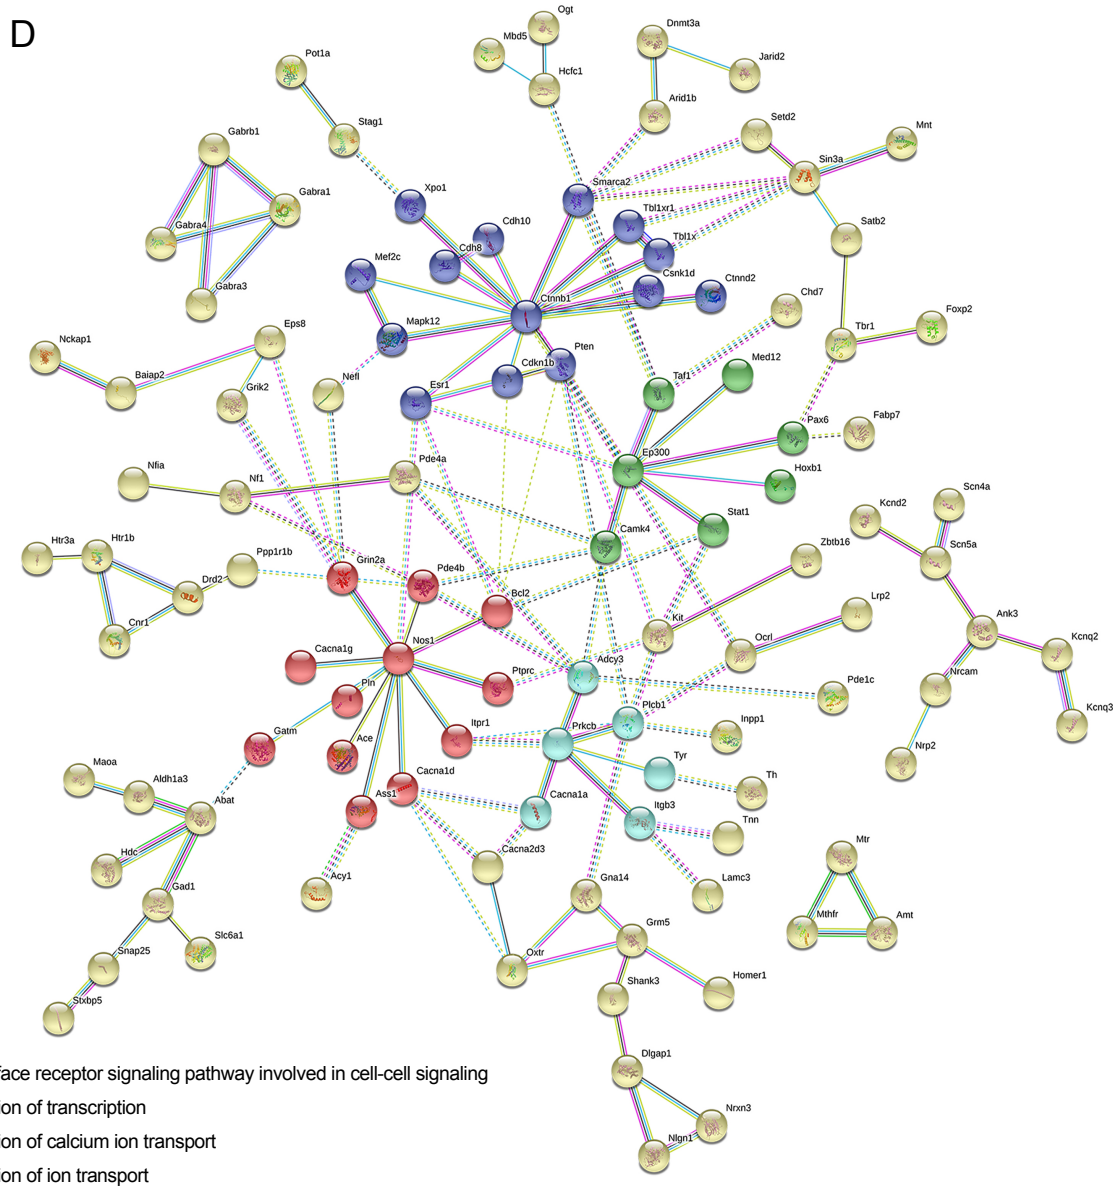 D
Ogt
Mbd5
Dnmt3a
Pot1a
Jarid2
Hcfc1
Arid1b
Stag1
Setd2
Mnt
Gabrb1
Sin3a
Xpo1
Smarca2
Gabra1
Tbl1xr1
Satb2
Gabra4
Cdh10
Tbl1x
Cdh8
Mef2c
Csnk1d
Ctnnd2
Gabra3
Ctnnb1
Chd7
Foxp2
Eps8
Mapk12
Tbr1
Nckap1
Pten
Med12
Baiap2
Cdkn1b
Taf1
Grik2
Nefl
Esr1
Pax6
Fabp7
Ep300
Pde4a
Hoxb1
Nfia
Nf1
Scn4a
Kcnd2
Stat1
Camk4
Scn5a
Htr3a
Htr1b
Ppp1r1b
Zbtb16
Grin2a
Pde4b
Drd2
Bcl2
Lrp2
Kit
Ank3
Cnr1
Ocrl
Kcnq2
Cacna1g
Nos1
Adcy3
Nrcam
Ptprc
Pde1c
Pln
Plcb1
Kcnq3
Itpr1
Inpp1
Gatm
Ace
Prkcb
Nrp2
Maoa
Tyr
Aldh1a3
Cacna1d
Th
Abat
Ass1
Cacna1a
Itgb3
Tnn
Hdc
Cacna2d3
Mtr
Acy1
Gna14
Lamc3
Gad1
Mthfr
Amt
Slc6a1
Grm5
Snap25
Oxtr
Homer1
Shank3
Stxbp5
Dlgap1
face receptor signaling pathway involved in cell-cell signaling
ion of transcription
Nrxn3
Nlgn1
ion of calcium ion transport
ion of ion transport